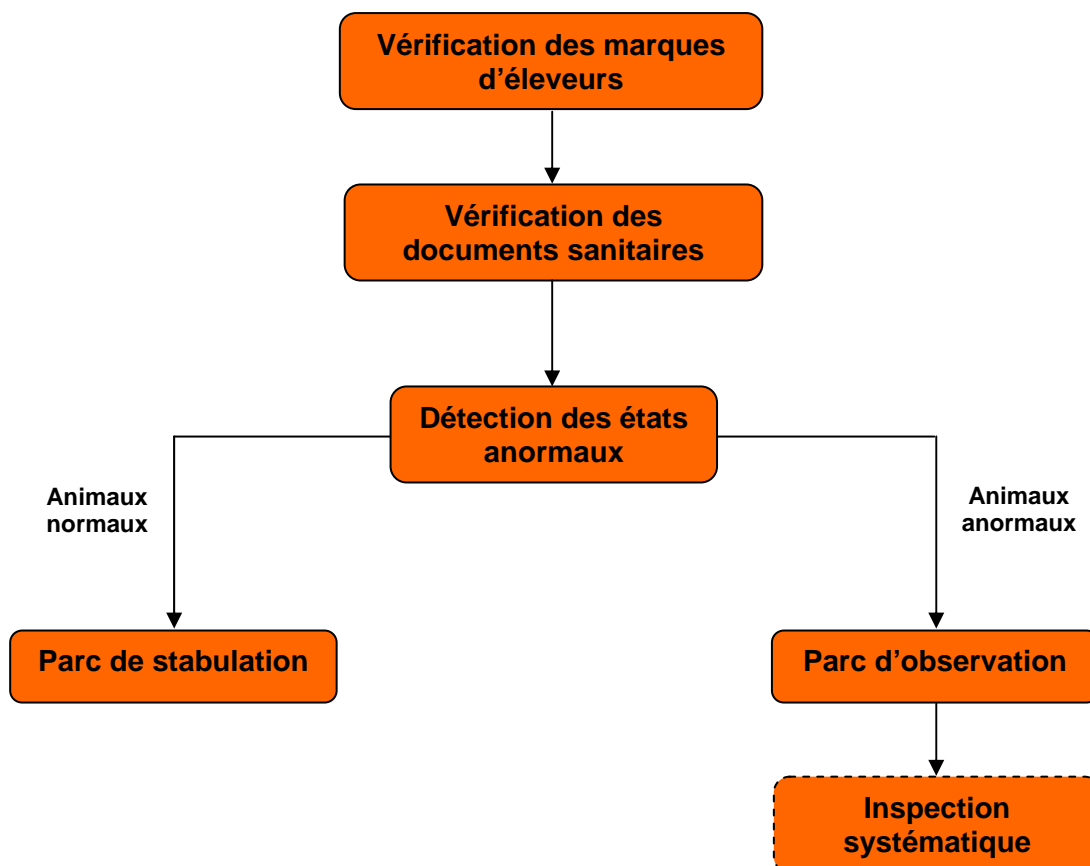 Vérification des marques
d’éleveurs
Vérification des
documents sanitaires
Détection des états
anormaux
Animaux
normaux
Animaux
anormaux
Parc de stabulation
Parc d’observation
Inspection
systématique